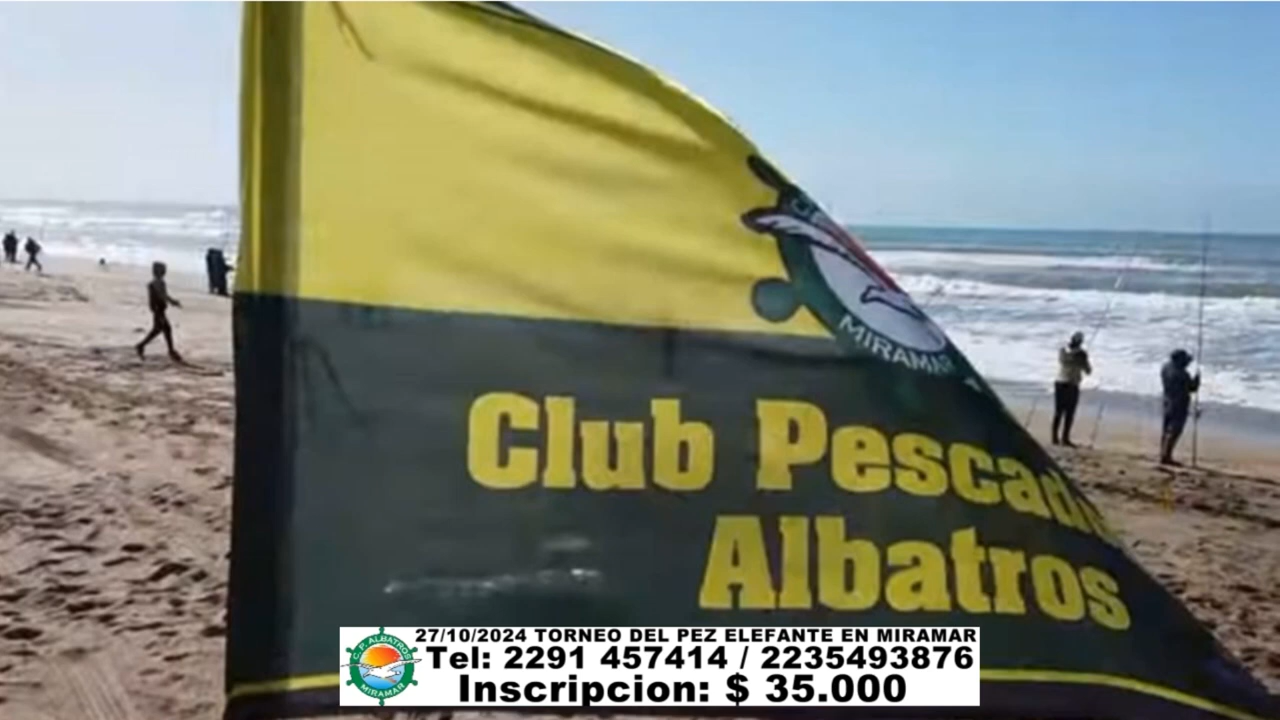 MIRAMAR
Club Pescad
Albatros
27/10/2024 TORNEO DEL PEZ ELEFANTE EN MIRAMAR
C.P. ALBATROS
MIRAMAR
Tel: 2291 457414 / 2235493876
Inscripcion: $ 35.000